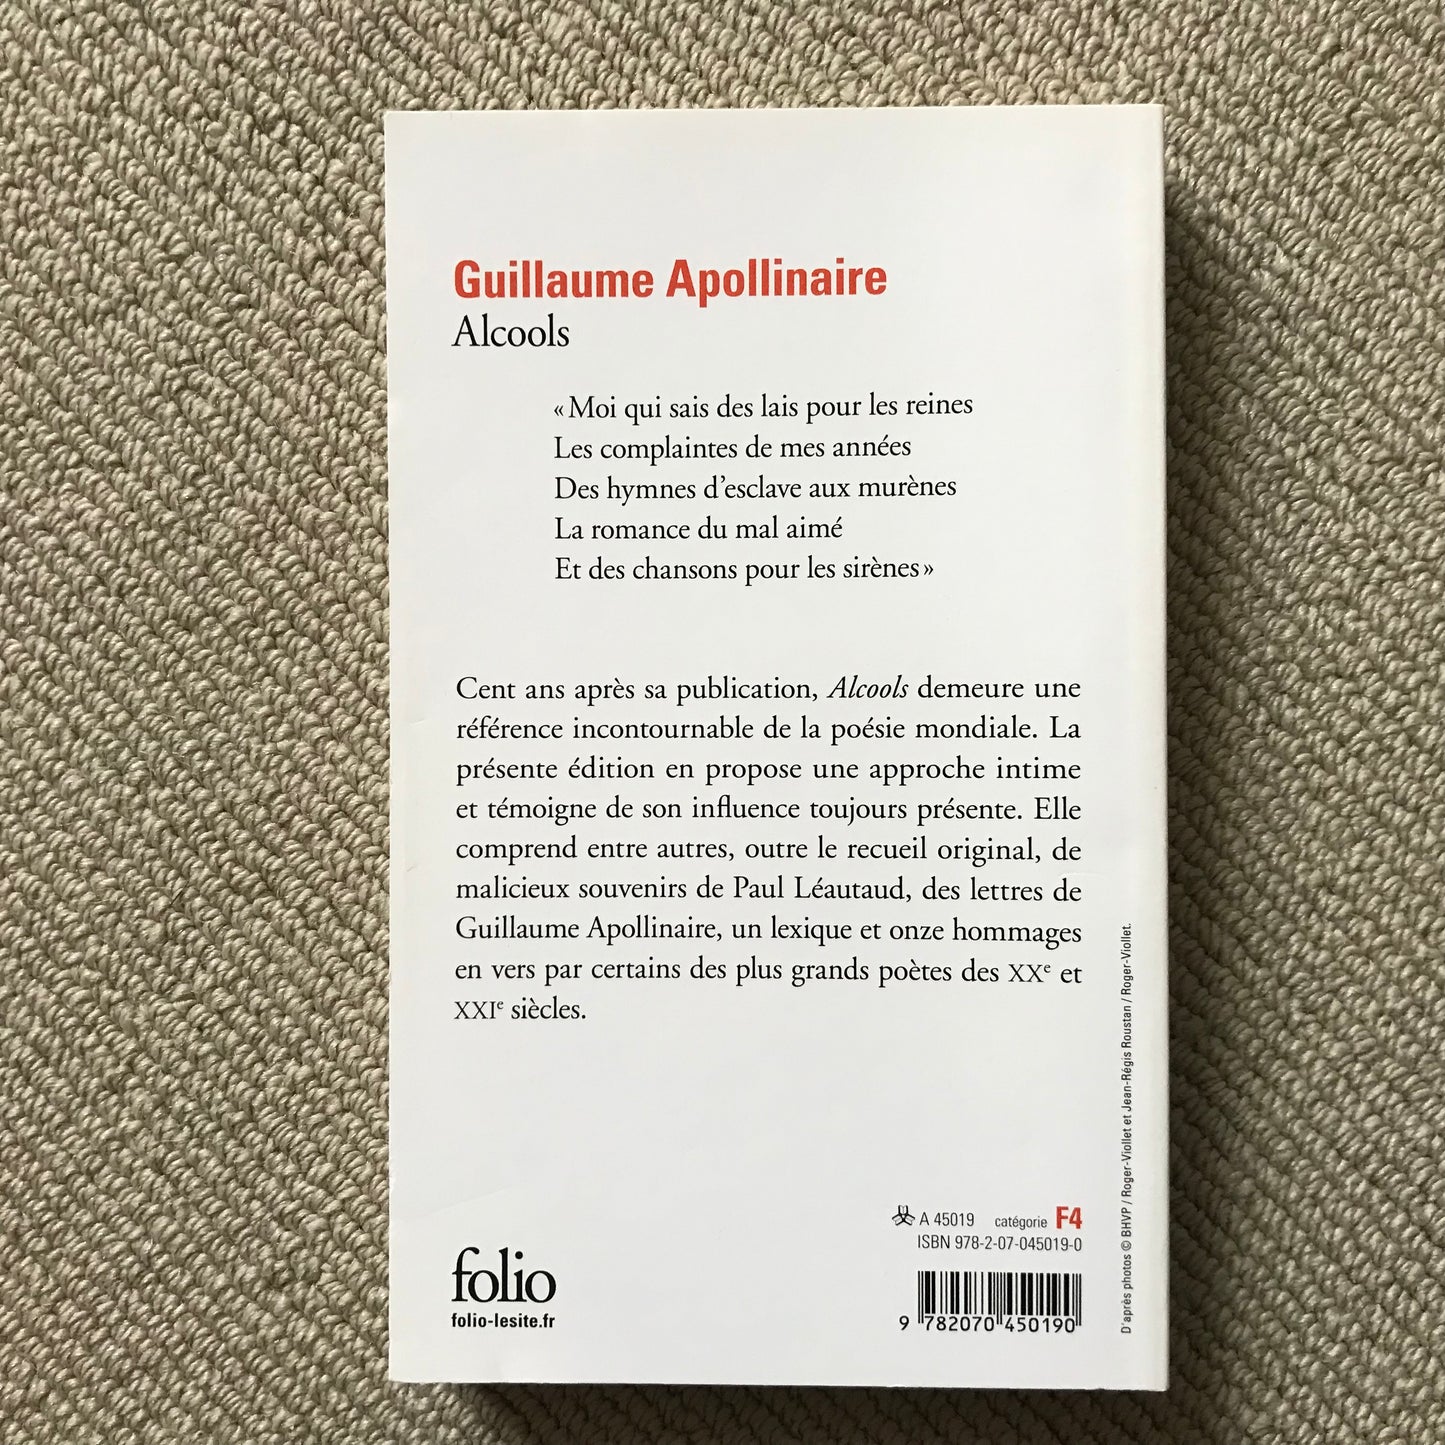 Guillaume Apollinaire
Alcools
« Moi qui sais des lais pour les reines
Les complaintes de mes années
Des hymnes d'esclave aux murènes
La romance du mal aimé
Et des chansons pour les sirènes »
Cent ans après sa publication, Alcools demeure une
référence incontournable de la poésie mondiale. La
présente édition en propose une approche intime
et témoigne de son influence toujours présente. Elle
comprend entre autres, outre le recueil original, de
malicieux souvenirs de Paul Léautaud, des lettres de
Guillaume Apollinaire, un lexique et onze hommages
en vers par certains des plus grands poètes des XXe et
XXIe siècles.
folio
folio-lesite.fr
A 45019 catégorie F4
ISBN 978-2-07-045019-0
9 782070 450190
D'après photos © BHVP / Roger-Viollet et Jean-Régis Roustan / Roger-Viollet.